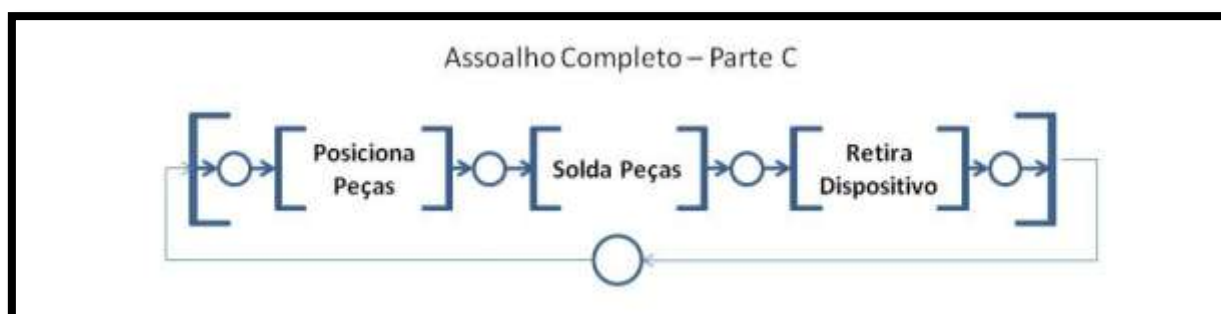 Assoalho Completo – Parte C
Posiciona
Peças
Solda Peças
Retira
Dispositivo